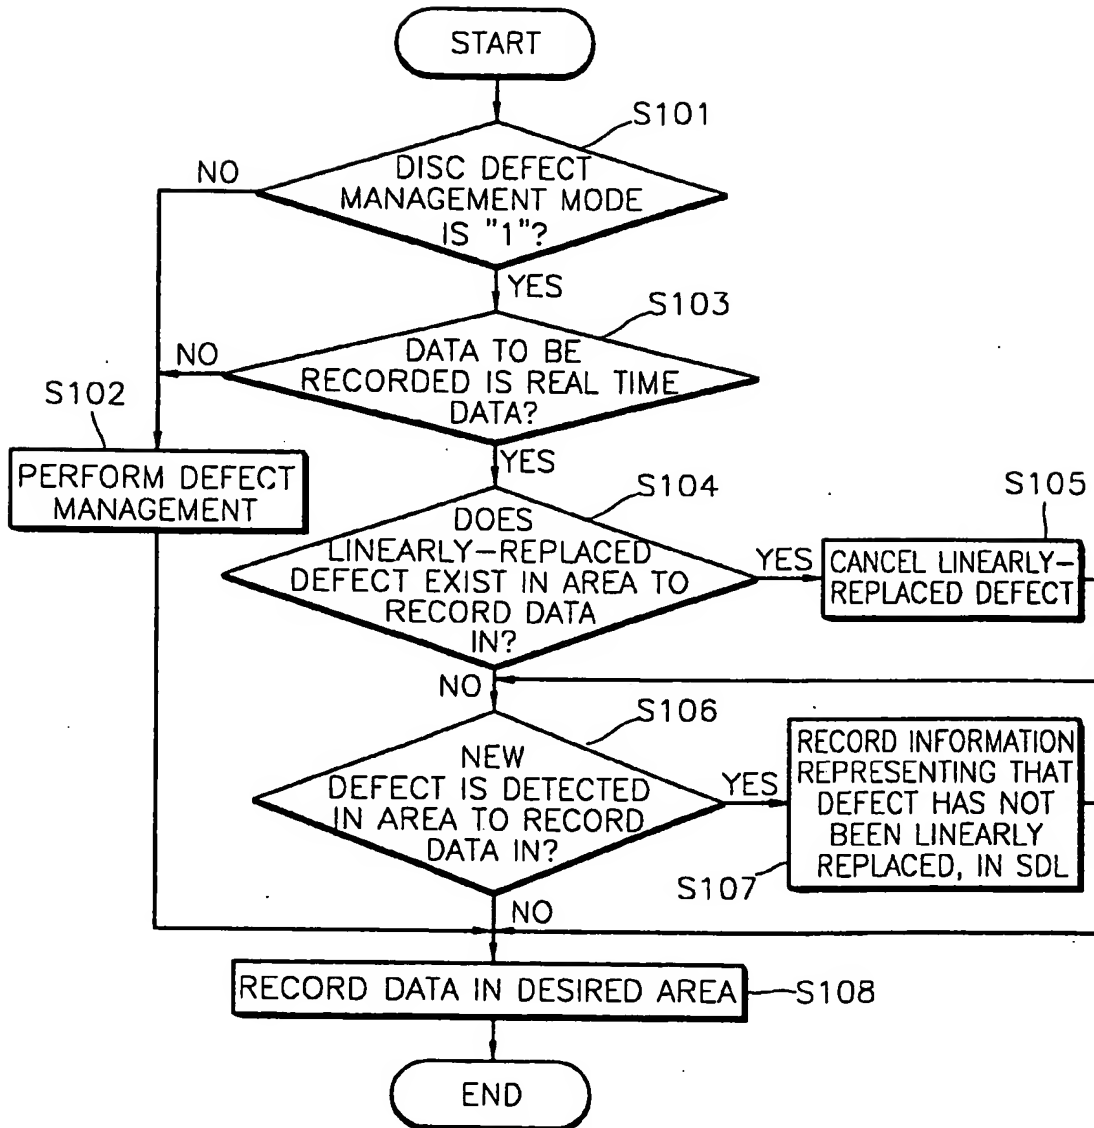 START
S101
NO
DISC DEFECT
MANAGEMENT MODE
IS "1"?
YES
S103
NO
DATA TO BE
RECORDED IS REAL TIME
DATA?
S102
YES
PERFORM DEFECT
MANAGEMENT
S104
S105
DOES
LINEARLY-REPLACED
DEFECT EXIST IN AREA TO
RECORD DATA
IN?
YES
CANCEL LINEARLY-
REPLACED DEFECT
NO
S106
NEW
DEFECT IS DETECTED
IN AREA TO RECORD
DATA IN?
YES
RECORD INFORMATION
REPRESENTING THAT
DEFECT HAS NOT
BEEN LINEARLY
REPLACED, IN SDL
S107
NO
RECORD DATA IN DESIRED AREA
S108
END